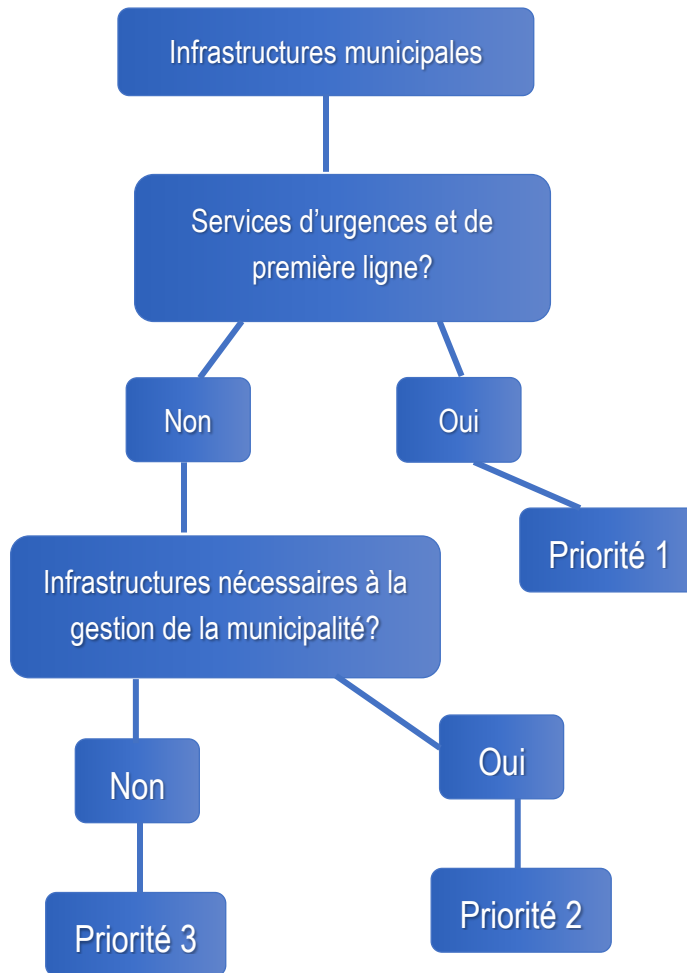 Infrastructures municipales
Services d'urgences et de
première ligne?
Non
Oui
Priorité 1
Infrastructures nécessaires à la
gestion de la municipalité?
Non
Oui
Priorité 3
Priorité 2